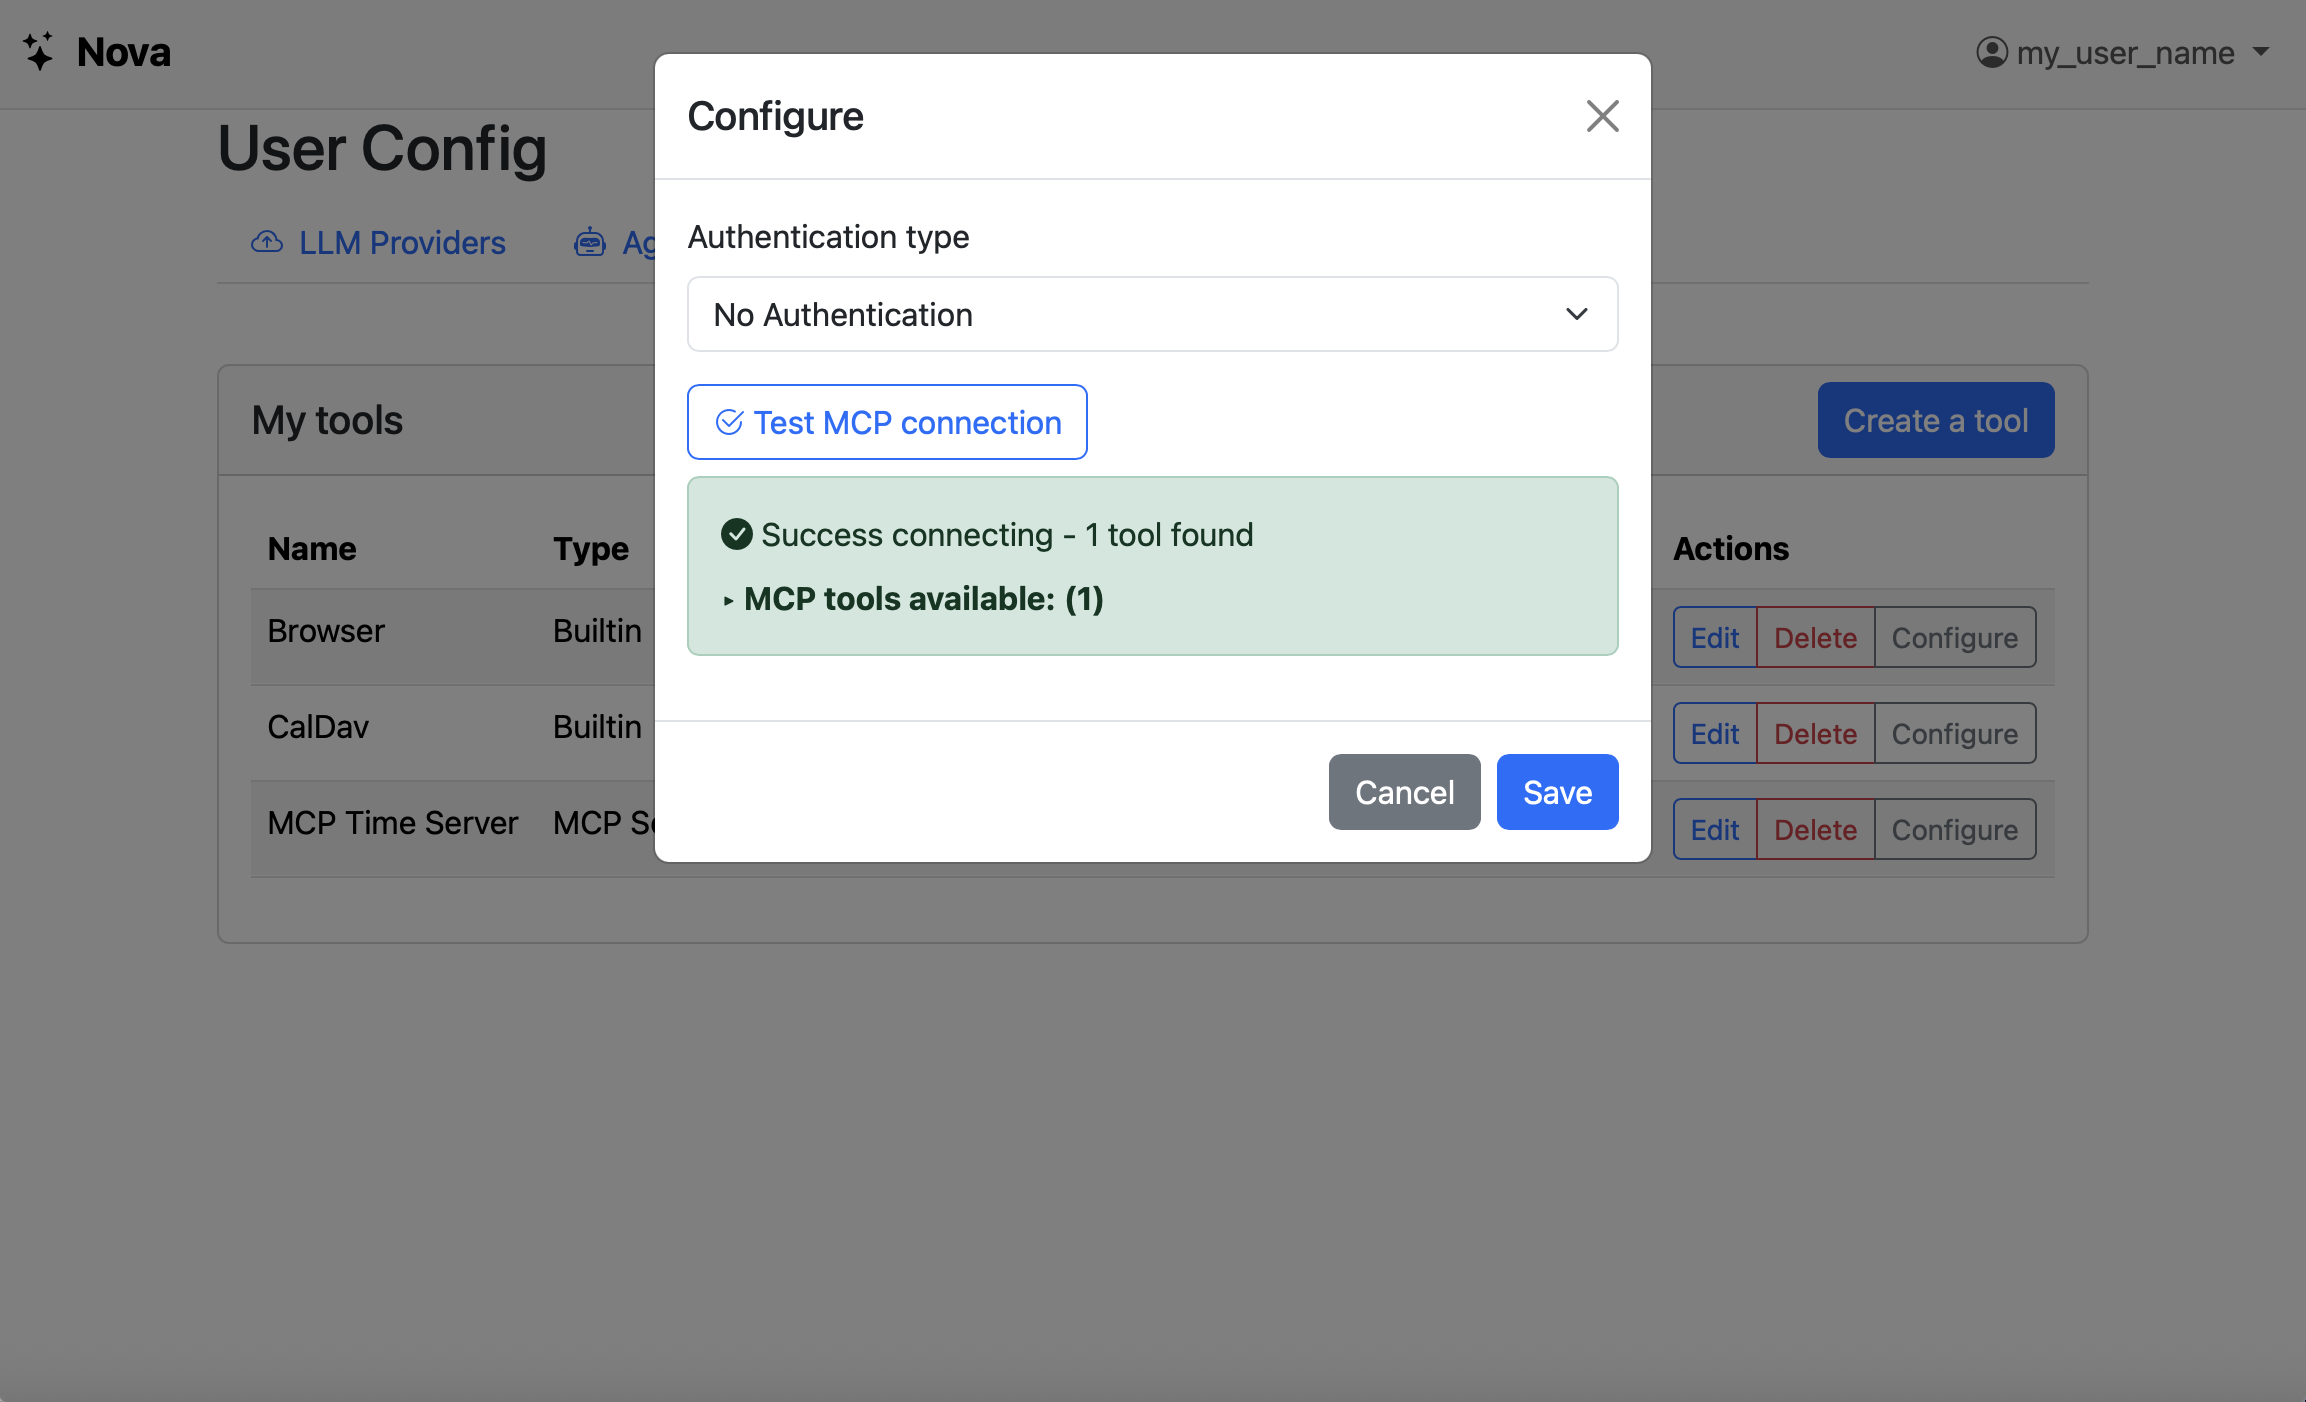 Nova
my_user_name
User Config
LLM Providers
Configure
Authentication type
No Authentication
Test MCP connection
Success connecting - 1 tool found
MCP tools available: (1)
Cancel Save
My tools
Create a tool
Name Type Actions
Browser Builtin Edit Delete Configure
CalDav Builtin Edit Delete Configure
MCP Time Server MCP Edit Delete Configure